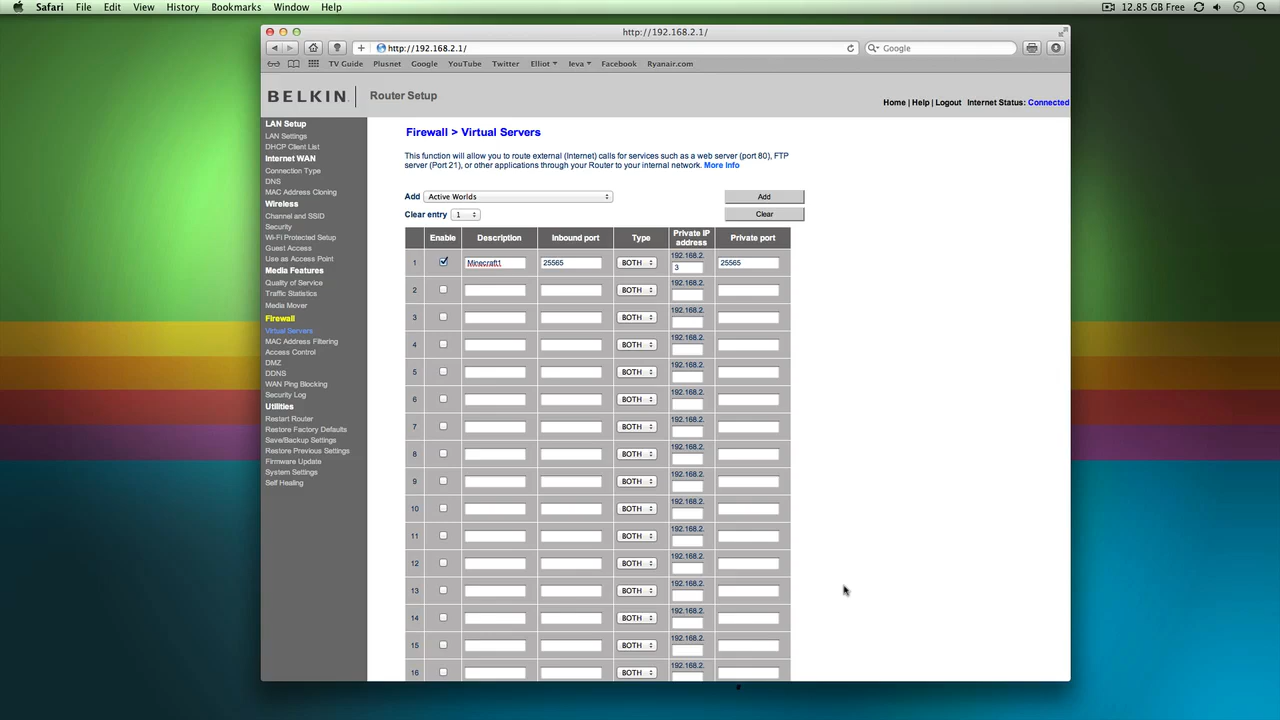 Safari File Edit View History Bookmarks Window Help 12.85 GB Free
http://192.168.2.1/
http://192.168.2.1/ Google
TV Guide Plusnet Google YouTube Twitter Elliot Ieva Facebook Ryanair.com
BELKIN. Router Setup
Home | Help | Logout Internet Status: Connected
LAN Setup
LAN Settings
DHCP Client List
Internet WAN
Connection Type
DNS
MAC Address Cloning
Wireless
Channel and SSID
Security
Wi-Fi Protected Setup
Guest Access
Use as Access Point
Media Features
Quality of Service
Traffic Statistics
Media Mover
Firewall
Virtual Servers
MAC Address Filtering
Access Control
DMZ
DDNS
WAN Ping Blocking
Security Log
Utilities
Restart Router
Restore Factory Defaults
Save/Backup Settings
Restore Previous Settings
Firmware Update
System Settings
Self Healing
Firewall > Virtual Servers
This function will allow you to route external (Internet) calls for services such as a web server (port 80), FTP
server (Port 21), or other applications through your Router to your internal network. More Info
Add Active Worlds Add
Clear entry 1 Clear
Enable Description Inbound port Type Private IP address Private port
1 Minecraft1 25565 BOTH 192.168.2. 3 25565
2 BOTH 192.168.2.
3 BOTH 192.168.2.
4 BOTH 192.168.2.
5 BOTH 192.168.2.
6 BOTH 192.168.2.
7 BOTH 192.168.2.
8 BOTH 192.168.2.
9 BOTH 192.168.2.
10 BOTH 192.168.2.
11 BOTH 192.168.2.
12 BOTH 192.168.2.
13 BOTH 192.168.2.
14 BOTH 192.168.2.
15 BOTH 192.168.2.
16 BOTH 192.168.2.